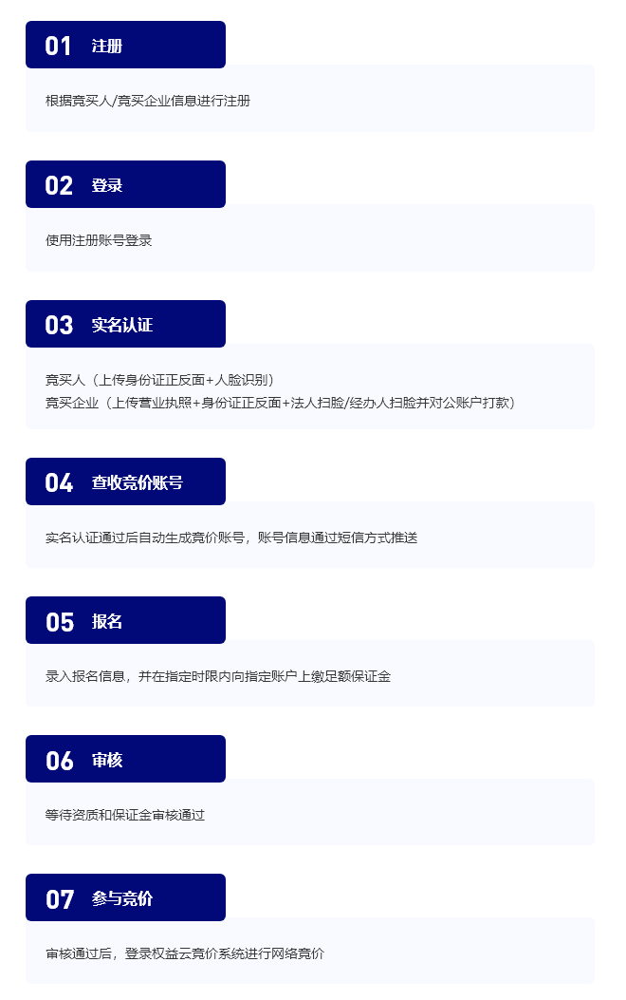 01 注册
根据竞买人/竞买企业信息进行注册
02 登录
使用注册账号登录
03 实名认证
竞买人（上传身份证正反面+人脸识别）
竞买企业（上传营业执照+身份证正反面+法人扫脸/经办人扫脸并对公账户打款）
04 查收竞价账号
实名认证通过后自动生成竞价账号，账号信息通过短信方式推送
05 报名
录入报名信息，并在指定时限内向指定账户上缴足额保证金
06 审核
等待资质和保证金审核通过
07 参与竞价
审核通过后，登录权益云竞价系统进行网络竞价